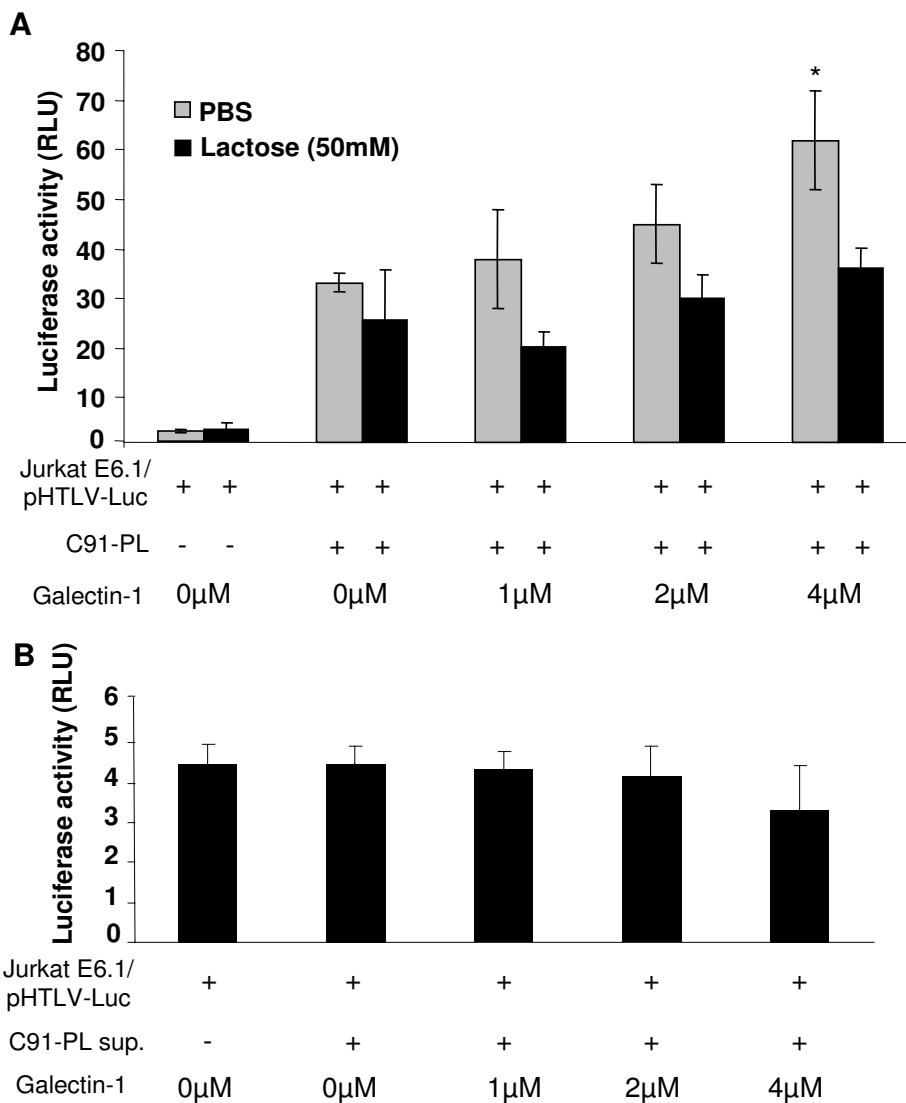 A
Luciferase activity (RLU)
80
70
60
50
40
30
20
10
0
PBS
Lactose (50mM)
*
Jurkat E6.1/
pHTLV-Luc
+ + + + + + + + + +
C91-PL - - + + + + + + + +
Galectin-1 0µM 0µM 1µM 2µM 4µM
B
Luciferase activity (RLU)
6
5
4
3
2
1
0
Jurkat E6.1/
pHTLV-Luc
+ + + + +
C91-PL sup. - + + + +
Galectin-1 0µM 0µM 1µM 2µM 4µM